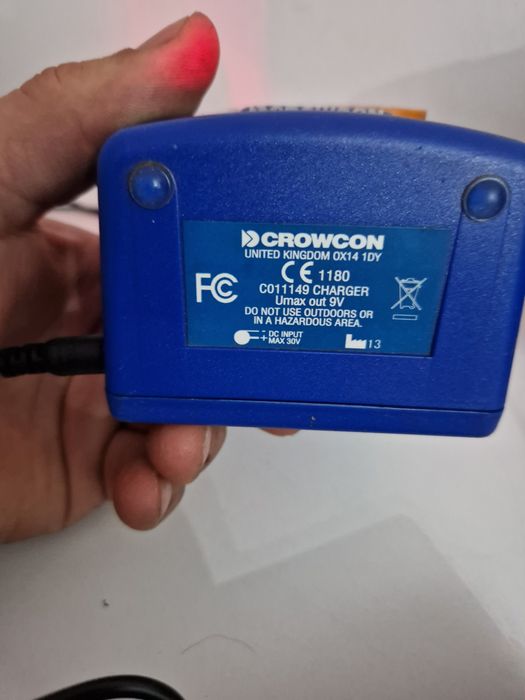 CROWCON
UNITED KINGDOM OX14 1DY
CE 1180
FC C011149 CHARGER
Umax out 9V
DO NOT USE OUTDOORS OR
IN A HAZARDOUS AREA.
- DC INPUT
+ MAX 30V
13